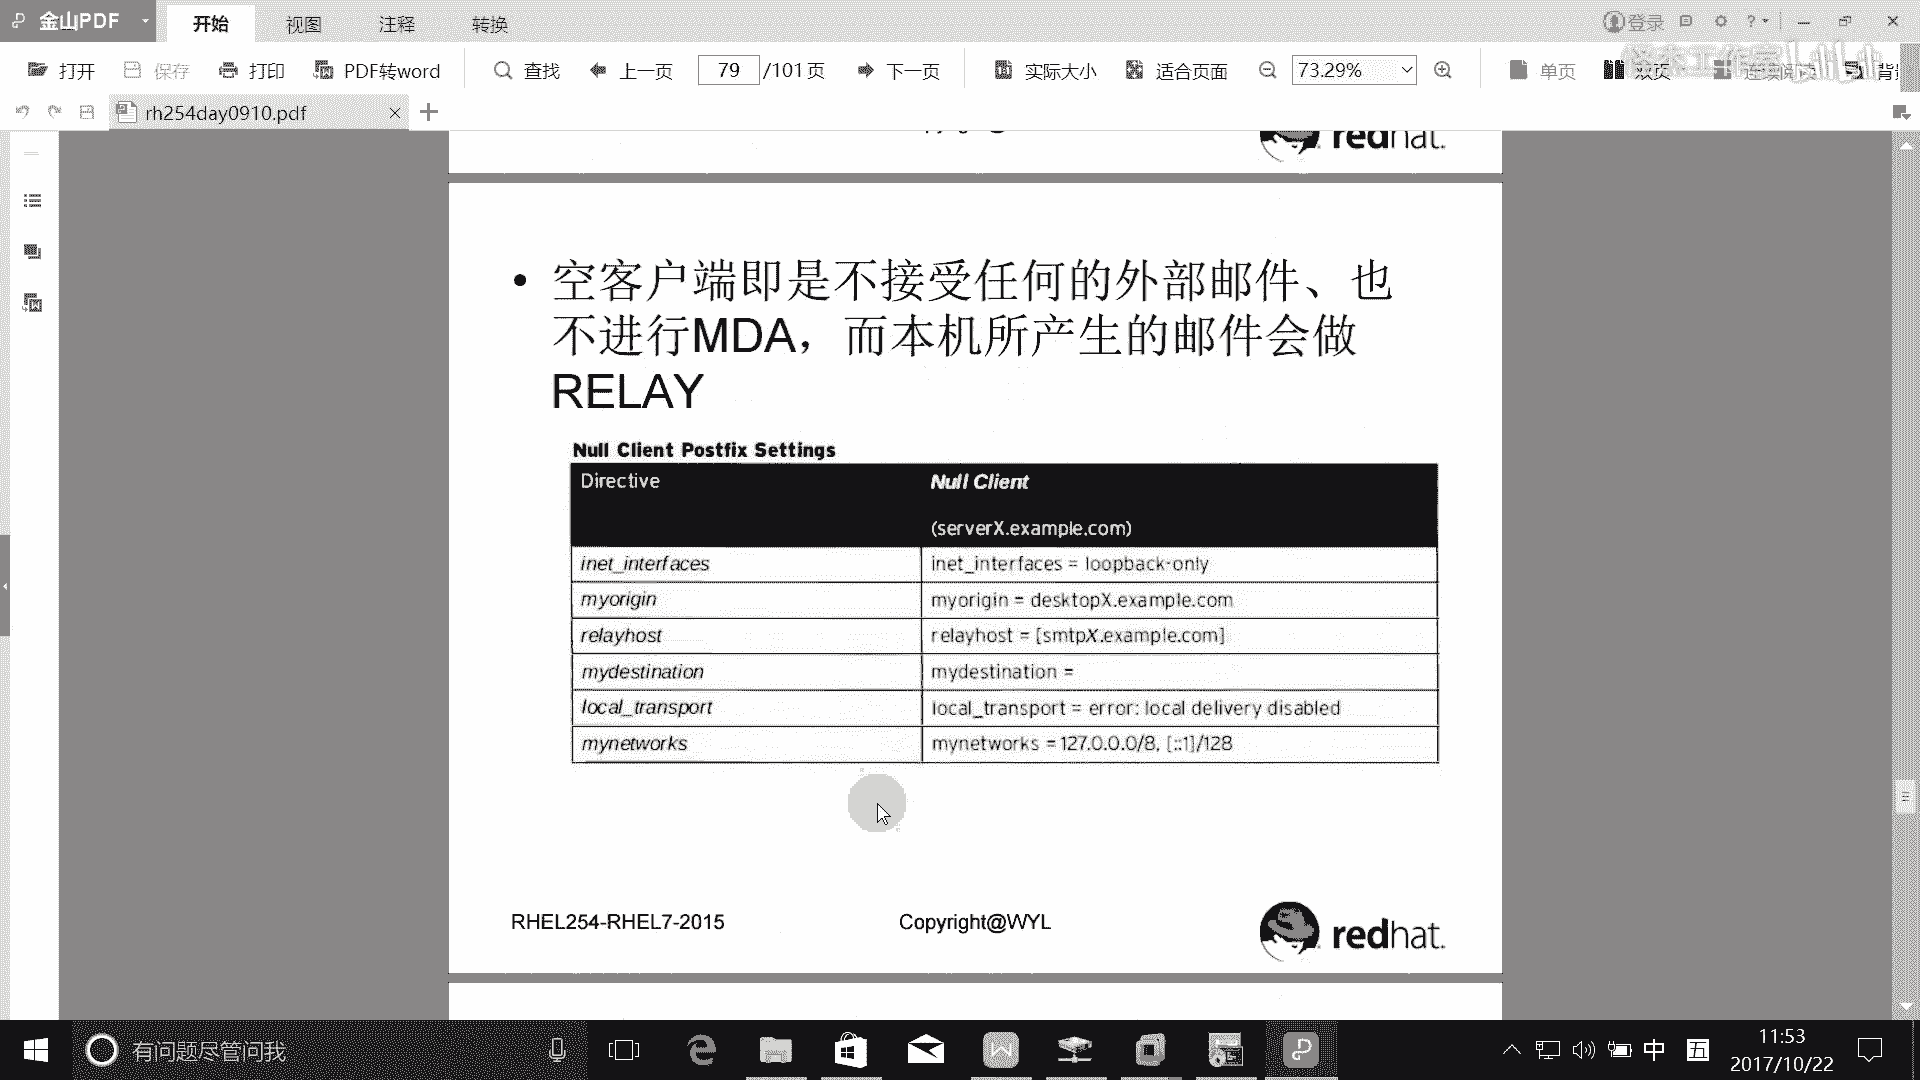 金山PDF 开始 视图 注释 转换 登录 ?
打开 保存 打印 PDF转word 查找 上一页 79 /101页 下一页 实际大小 适合页面 73.29% 单页 双页 连续阅读
rh254day0910.pdf
redhat.
• 空客户端即是不接受任何的外部邮件、也
不进行MDA，而本机所产生的邮件会做
RELAY
Null Client Postfix Settings
Directive Null Client
(serverX.example.com)
inet_interfaces inet_interfaces = loopback-only
myorigin myorigin = desktopX.example.com
relayhost relayhost = [smtpX.example.com]
mydestination mydestination =
local_transport local_transport = error: local delivery disabled
mynetworks mynetworks = 127.0.0.0/8, [::1]/128
RHEL254-RHEL7-2015 Copyright@WYL redhat.
有问题尽管问我 中 五 11:53
2017/10/22